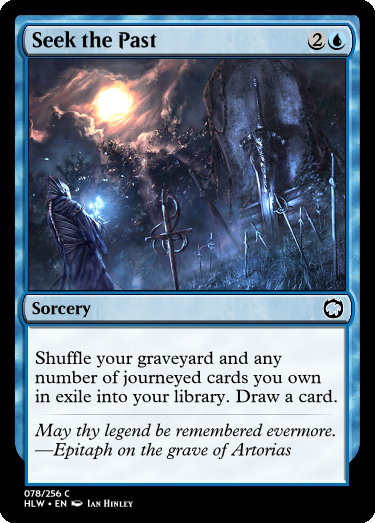 Seek the Past 2
Sorcery
Shuffle your graveyard and any
number of journeyed cards you own
in exile into your library. Draw a card.
May thy legend be remembered evermore.
—Epitaph on the grave of Artorias
078/256 C
HLW • EN Ian Hinley